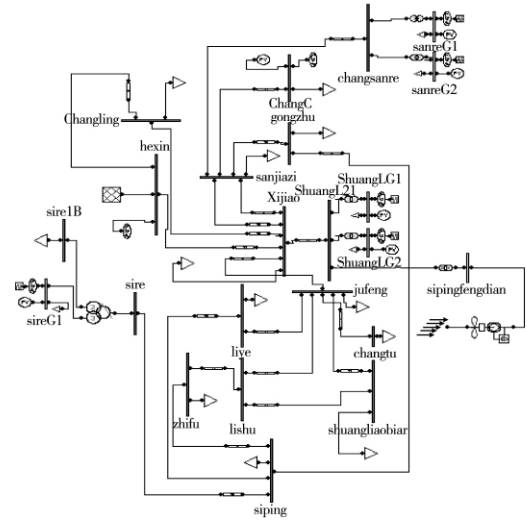 sanreG1
changsanre
sanreG2
ChangC
gongzhu
Changling
hexin
sanjiazi
Xijiao
ShuangLG1
ShuangL21
sire1B
ShuangLG2
sire
jufeng
sipingfengdian
sireG1
liye
changtu
zhifu
lishu
shuangliaobiar
siping